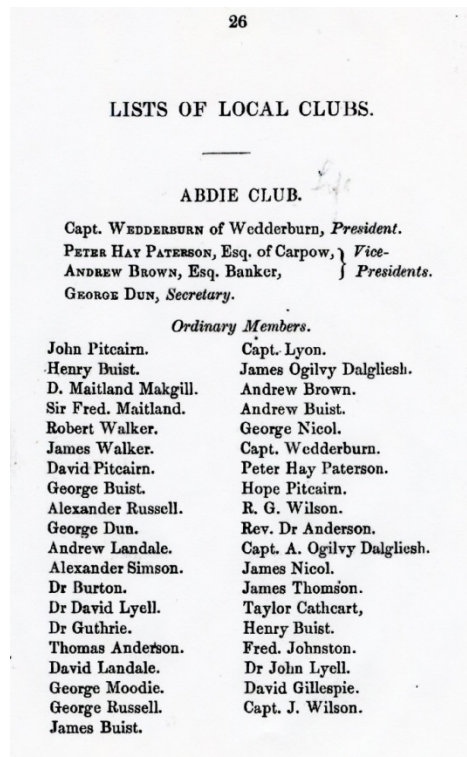 26
LISTS OF LOCAL CLUBS.
ABDIE CLUB.
Capt. WEDDERBURN of Wedderburn, President.
PETER HAY PATERSON, Esq. of Carpow, } Vice-
ANDREW BROWN, Esq. Banker, } Presidents.
GEORGE DUN, Secretary.
Ordinary Members.
John Pitcairn.
Henry Buist.
D. Maitland Makgill.
Sir Fred. Maitland.
Robert Walker.
James Walker.
David Pitcairn.
George Buist.
Alexander Russell.
George Dun.
Andrew Landale.
Alexander Simson.
Dr Burton.
Dr David Lyell.
Dr Guthrie.
Thomas Anderson.
David Landale.
George Moodie.
George Russell.
James Buist.
Capt. Lyon.
James Ogilvy Dalgliesh.
Andrew Brown.
Andrew Buist.
George Nicol.
Capt. Wedderburn.
Peter Hay Paterson.
Hope Pitcairn.
R. G. Wilson.
Rev. Dr Anderson.
Capt. A. Ogilvy Dalgliesh.
James Nicol.
James Thomson.
Taylor Cathcart,
Henry Buist.
Fred. Johnston.
Dr John Lyell.
David Gillespie.
Capt. J. Wilson.